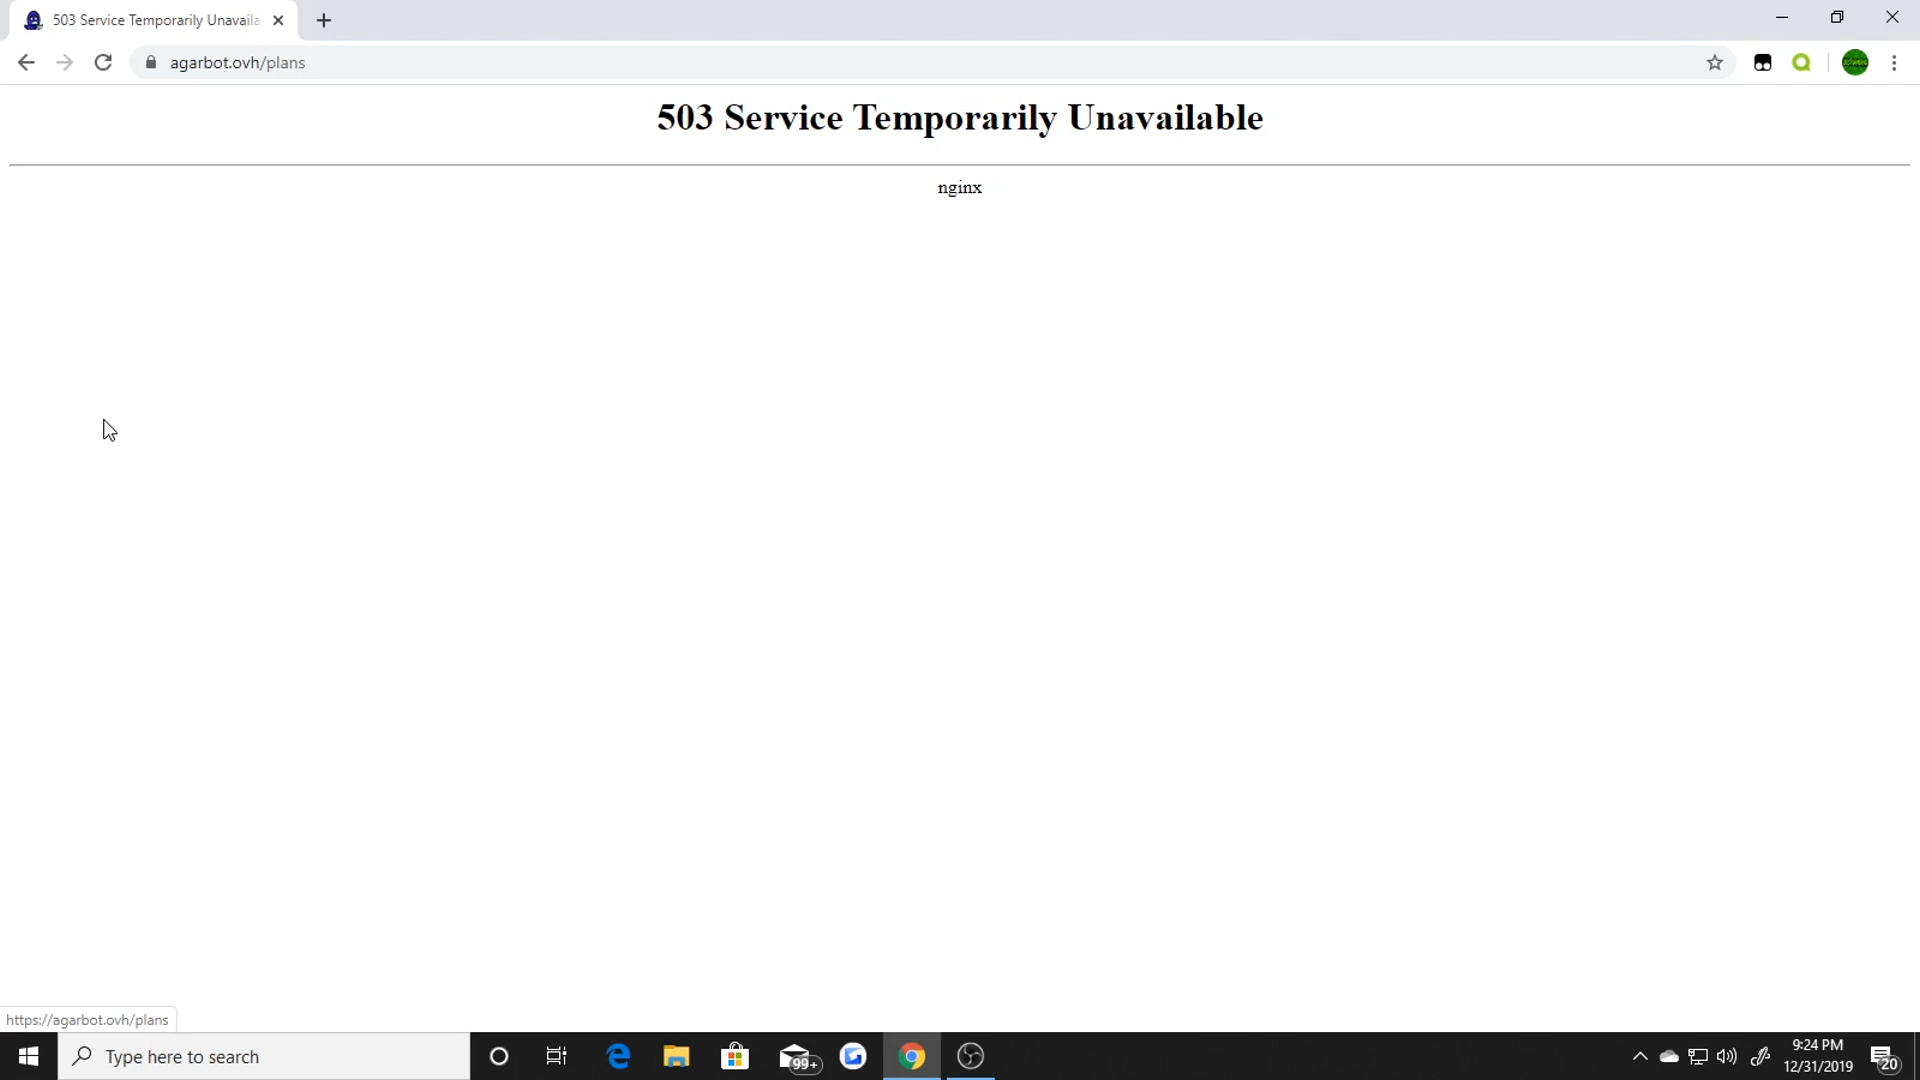 503 Service Temporarily Unavaila
agarbot.ovh/plans
503 Service Temporarily Unavailable
nginx
https://agarbot.ovh/plans
Type here to search
99+
9:24 PM
12/31/2019
20